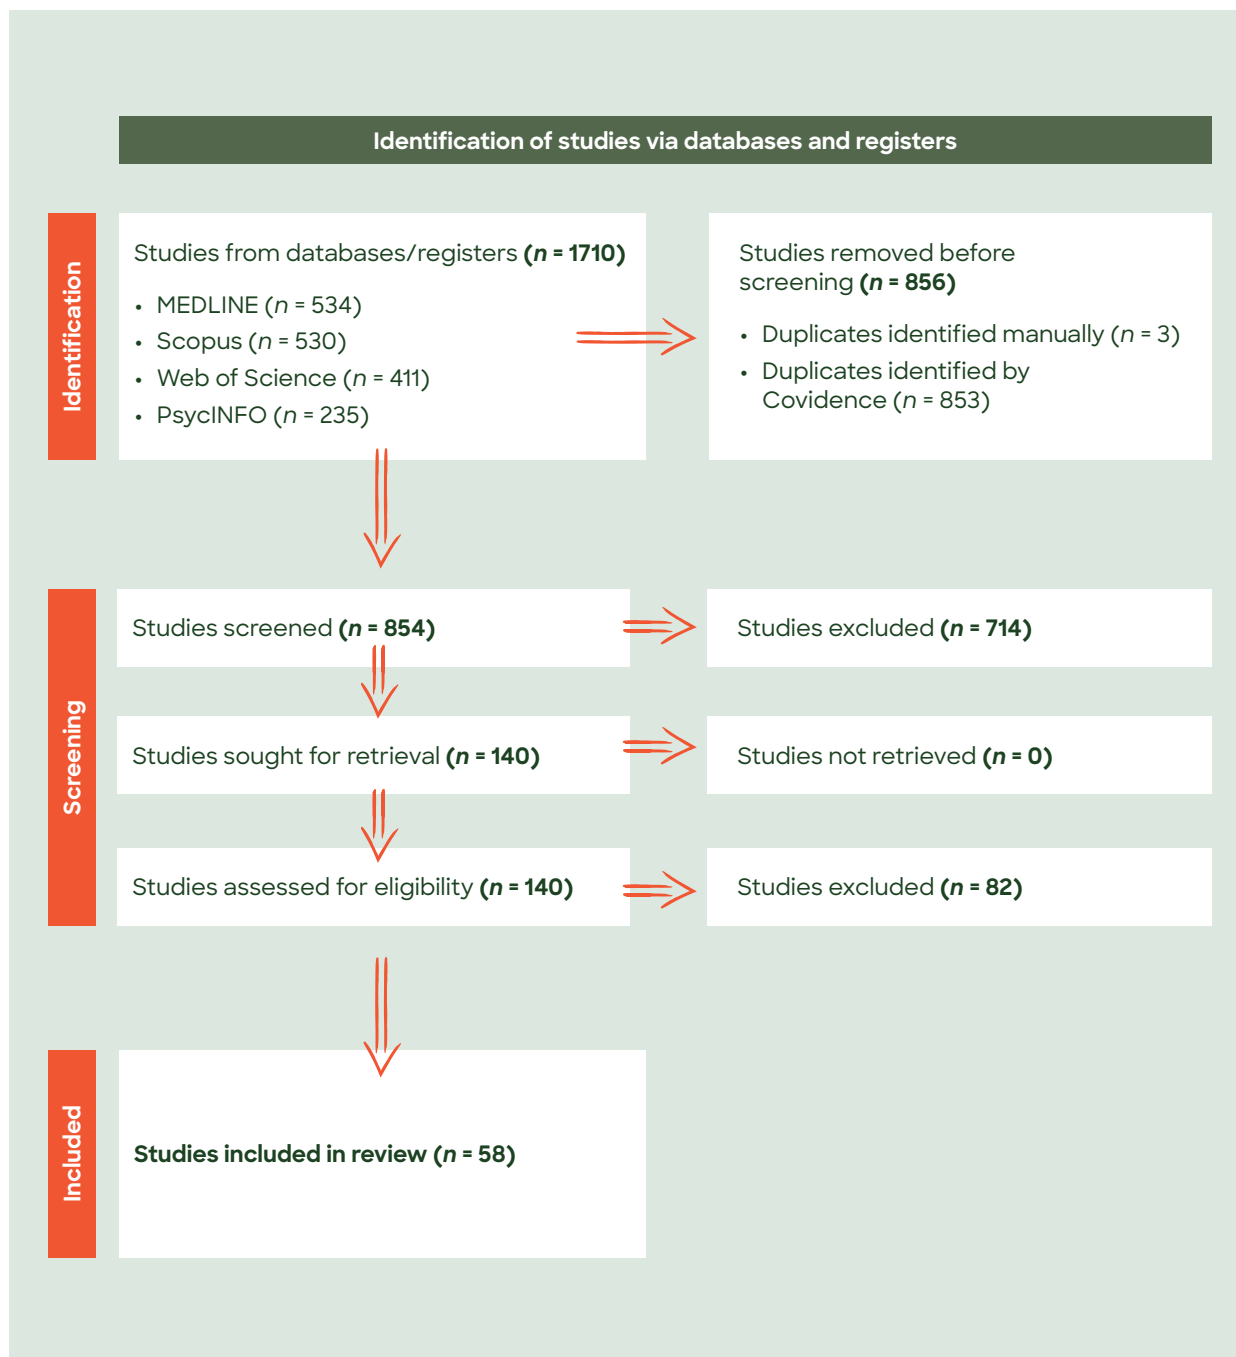 Identification of studies via databases and registers
Identification
Studies from databases/registers (n = 1710)
• MEDLINE (n = 534)
• Scopus (n = 530)
• Web of Science (n = 411)
• PsycINFO (n = 235)
Studies removed before
screening (n = 856)
• Duplicates identified manually (n = 3)
• Duplicates identified by
Covidence (n = 853)
Screening
Studies screened (n = 854)
Studies excluded (n = 714)
Studies sought for retrieval (n = 140)
Studies not retrieved (n = 0)
Studies assessed for eligibility (n = 140)
Studies excluded (n = 82)
Included
Studies included in review (n = 58)